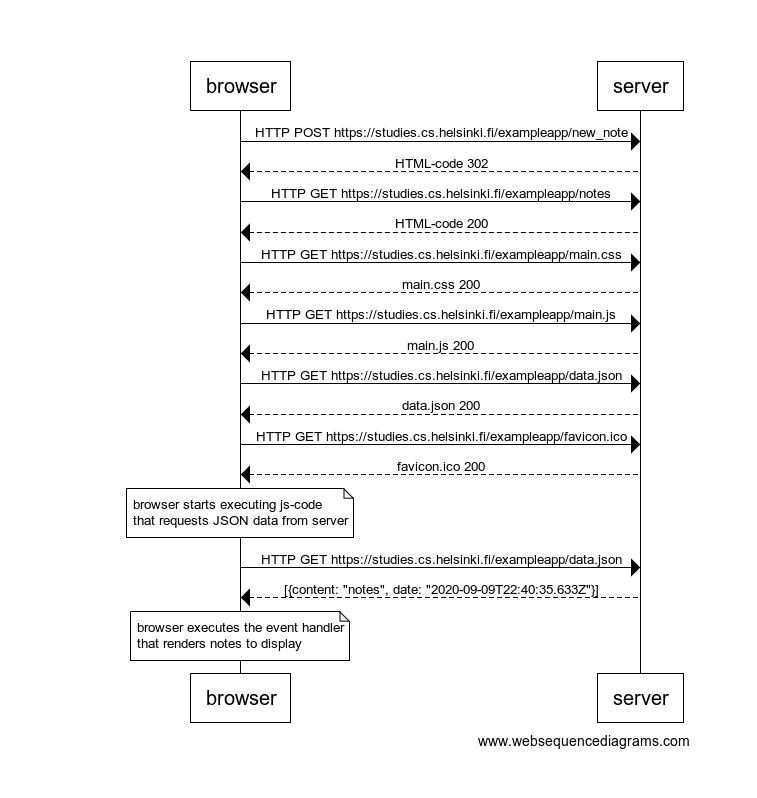 browser
server
HTTP POST https://studies.cs.helsinki.fi/exampleapp/new_note
HTML-code 302
HTTP GET https://studies.cs.helsinki.fi/exampleapp/notes
HTML-code 200
HTTP GET https://studies.cs.helsinki.fi/exampleapp/main.css
main.css 200
HTTP GET https://studies.cs.helsinki.fi/exampleapp/main.js
main.js 200
HTTP GET https://studies.cs.helsinki.fi/exampleapp/data.json
data.json 200
HTTP GET https://studies.cs.helsinki.fi/exampleapp/favicon.ico
favicon.ico 200
browser starts executing js-code
that requests JSON data from server
HTTP GET https://studies.cs.helsinki.fi/exampleapp/data.json
[{content: "notes", date: "2020-09-09T22:40:35.633Z"}]
browser executes the event handler
that renders notes to display
browser
server
www.websequencediagrams.com